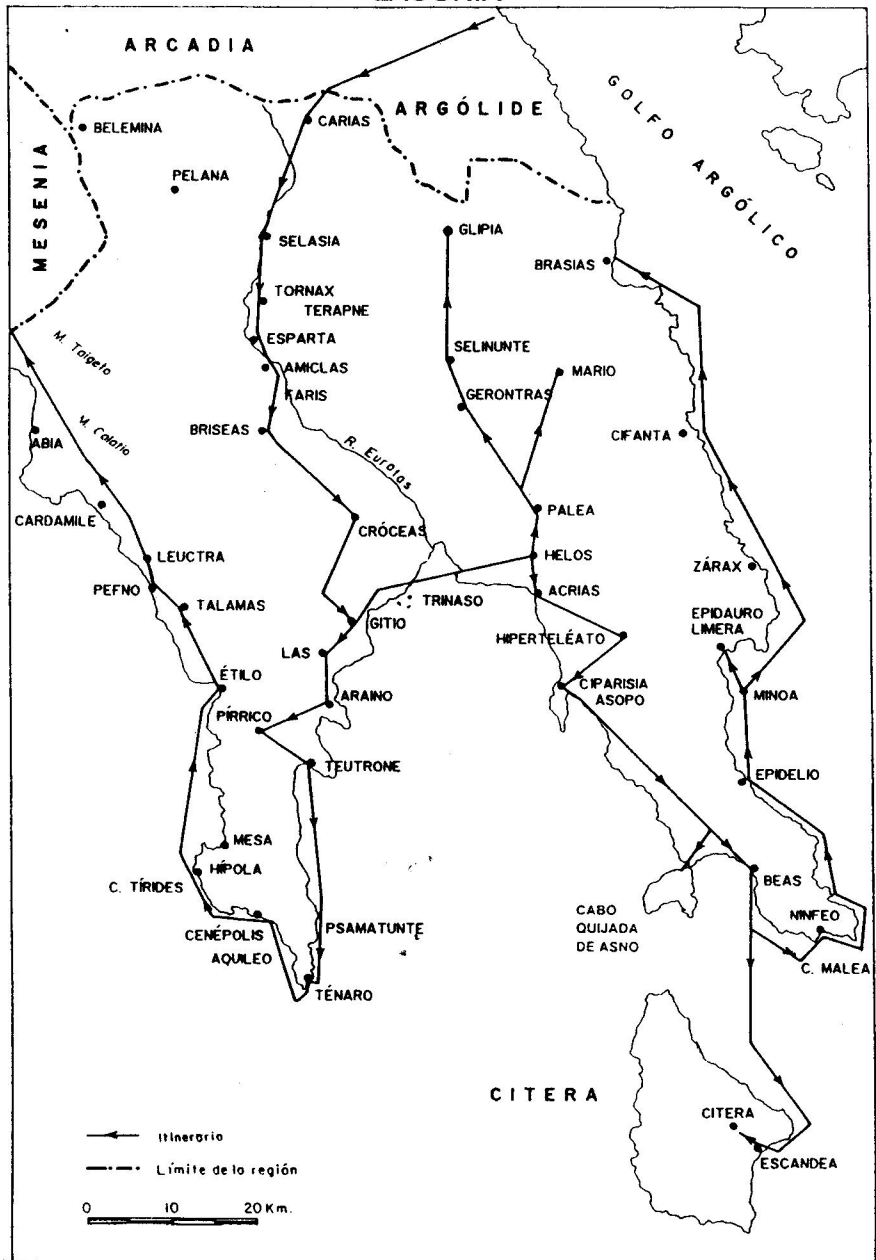 ARCADIA
ARGÓLIDE
GOLFO ARGÓLICO
MESENIA
BELEMINA
CARIAS
PELANA
SELASIA
GLIPIA
BRASIAS
TORNAX
TERAPNE
ESPARTA
M. Taigeto
AMICLAS
FARIS
SELINUNTE
MARIO
GERONTRAS
ABIA
M. Calatio
BRISEAS
R. Eurotas
CIFANTA
CARDAMILE
CRÓCEAS
PALEA
LEUCTRA
HELOS
ZÁRAX
PEFNO
TALAMAS
TRINASO
ACRIAS
GITIO
HIPERTELÉATO
EPIDAURO
LIMERA
LAS
ÉTILO
ARAINO
CIPARISIA
ASOPO
MINOA
PÍRRICO
TEUTRONE
EPIDELIO
MESA
HÍPOLA
C. TÍRIDES
BEAS
CABO
QUIJADA
DE ASNO
NINFEO
CENÉPOLIS
PSAMATUNTE
AQUILEO
C. MALEA
TÉNARO
CITERA
CITERA
ESCANDEA
Itinerario
Límite de la región
0 10 20 Km.